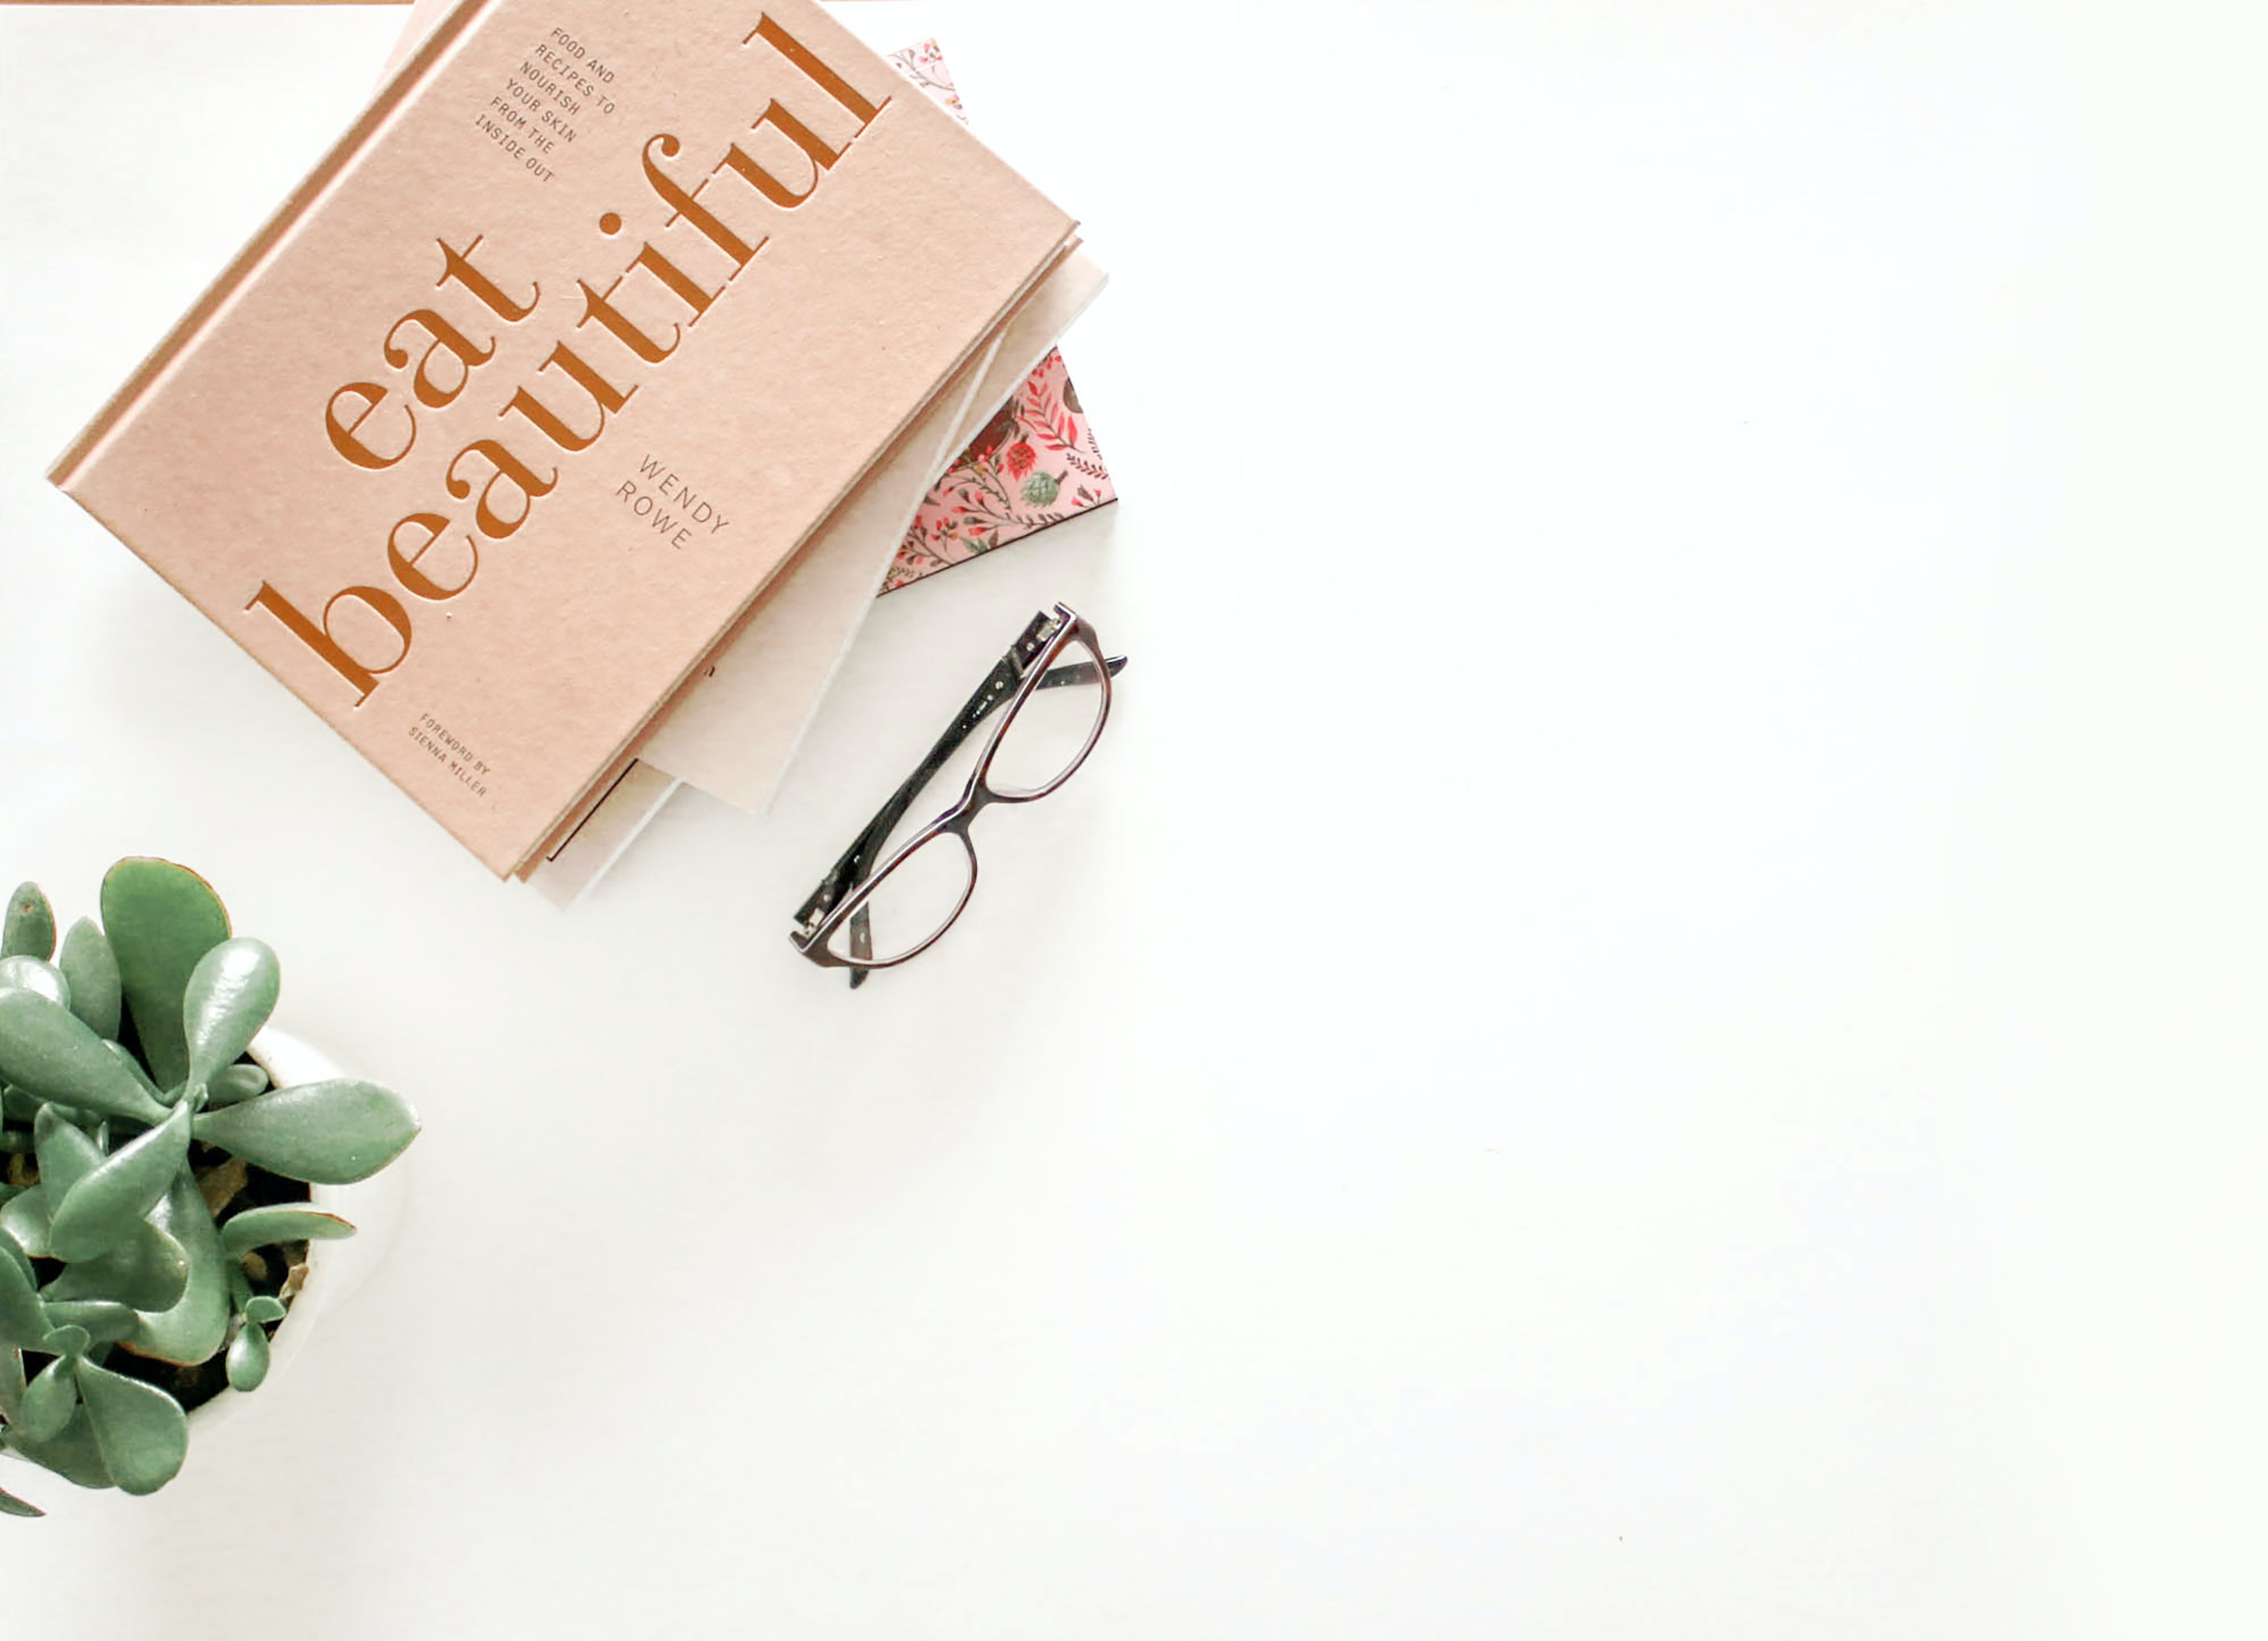 FOOD AND
RECIPES TO
NOURISH
YOUR SKIN
FROM THE
INSIDE OUT
eat
beautiful
WENDY
ROWE
FOREWORD BY
SIENNA MILLER